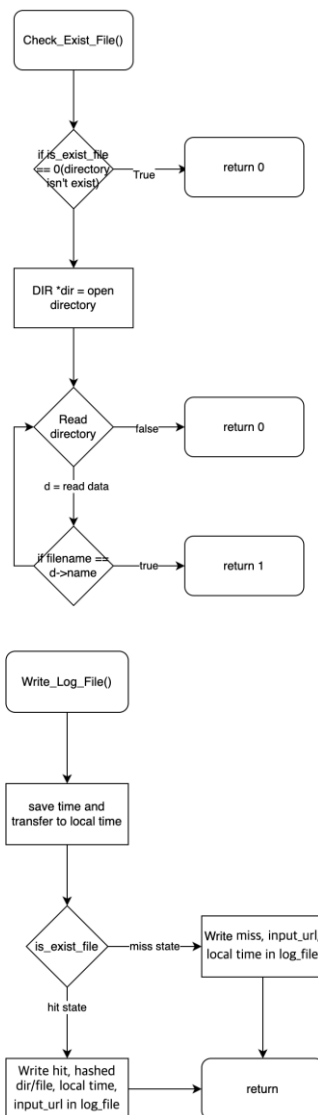 Check_Exist_File()
if is_exist_file
== 0(directory
isn't exist)
True
return 0
DIR *dir = open
directory
Read
directory
false
return 0
d = read data
if filename ==
d->name
true
return 1
Write_Log_File()
save time and
transfer to local time
is_exist_file
miss state
Write miss, input_url,
local time in log_file
hit state
Write hit, hashed
dir/file, local time,
input_url in log_file
return